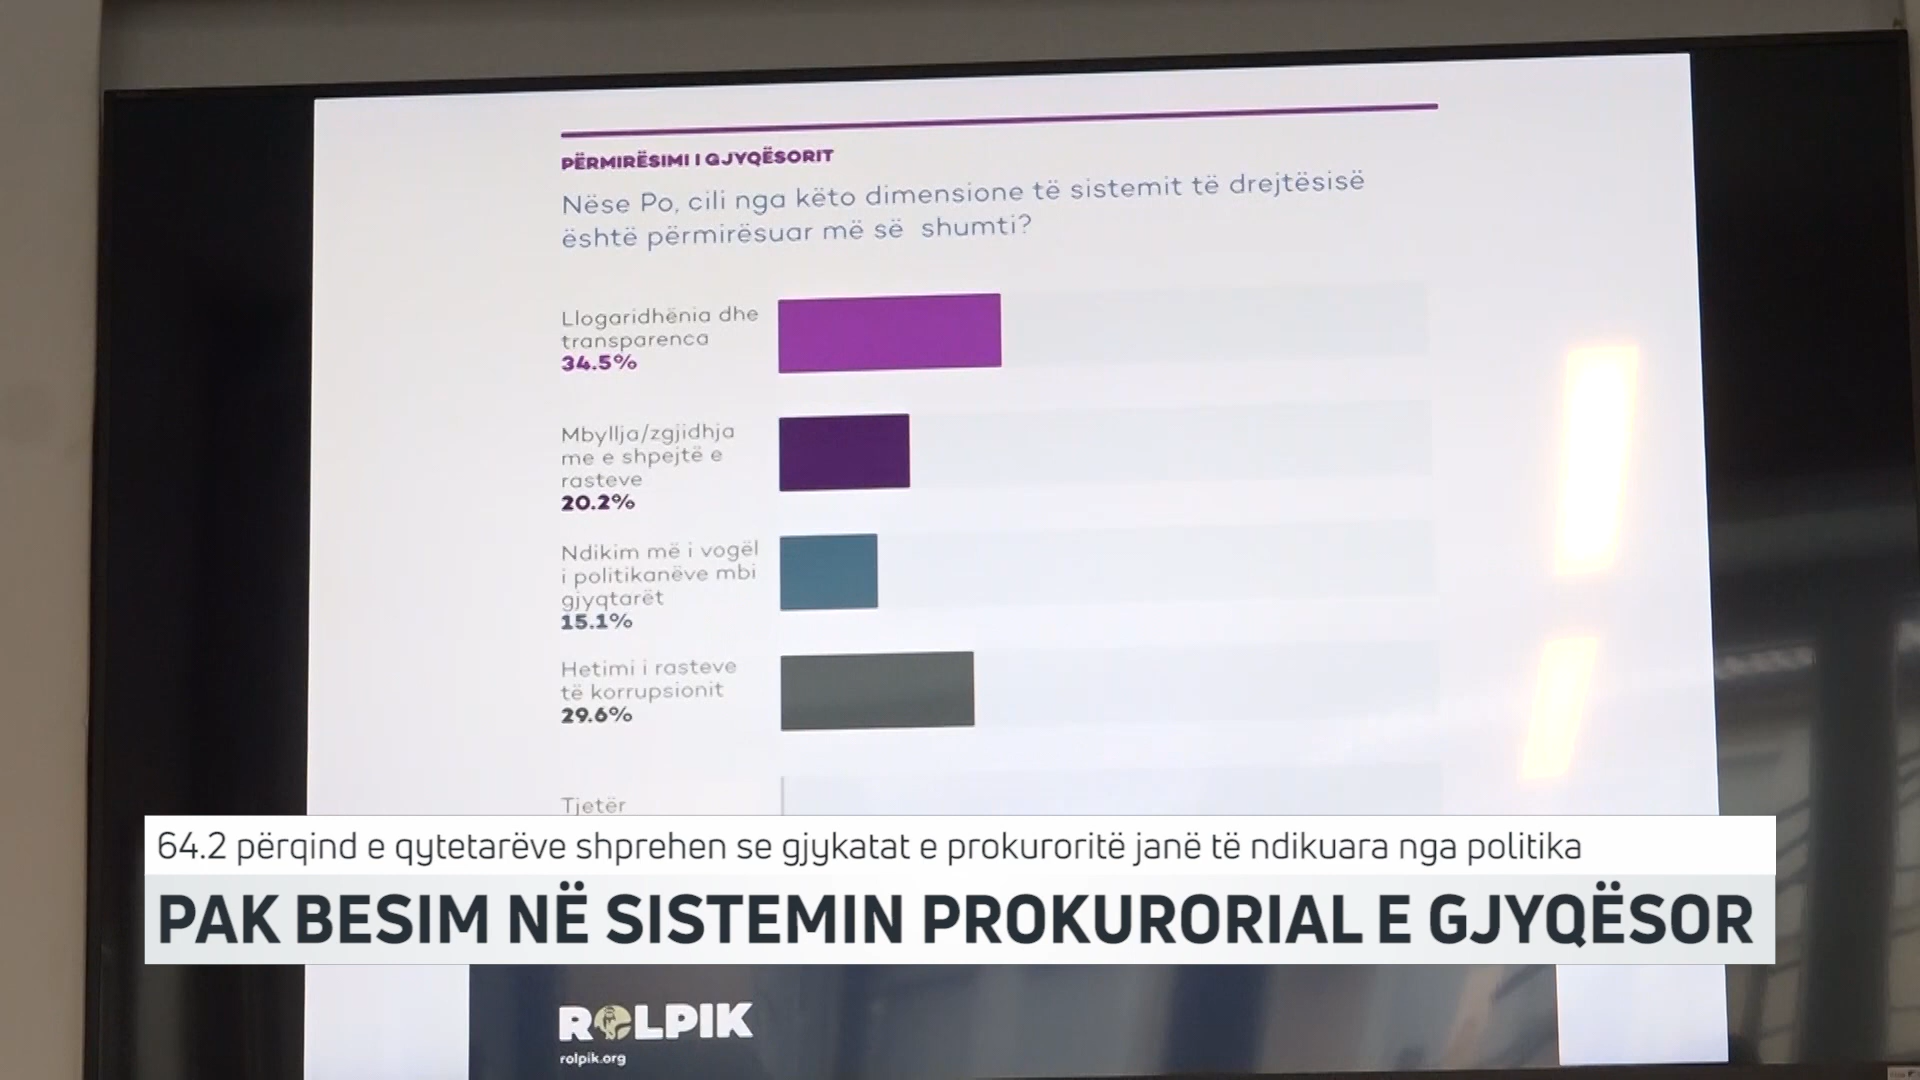 PËRMIRËSIMI I GJYQËSORIT
Nëse Po, cili nga këto dimensione të sistemit të drejtësisë
është përmirësuar më së shumti?
Llogaridhënia dhe
transparenca
34.5%
Mbyllja/zgjidhja
me e shpejtë e
rasteve
20.2%
Ndikim më i vogël
i politikanëve mbi
gjyqtarët
15.1%
Hetimi i rasteve
të korrupsionit
29.6%
Tjetër
64.2 përqind e qytetarëve shprehen se gjykatat e prokuroritë janë të ndikuara nga politika
PAK BESIM NË SISTEMIN PROKURORIAL E GJYQËSOR
ROLPIK
rolpik.org